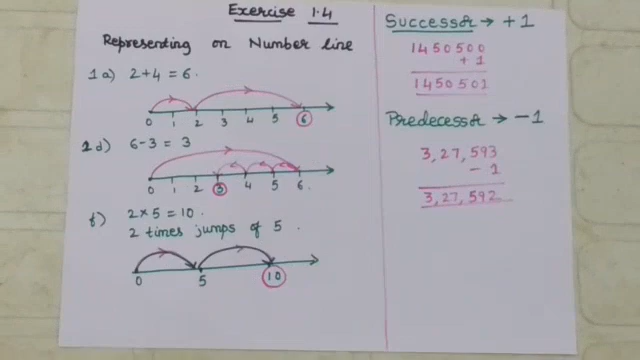 Exercise 1.4
Representing on Number line
1a) 2+4 = 6.
0 1 2 3 4 5 6
d) 6-3 = 3
0 1 2 3 4 5 6.
f) 2×5 = 10.
2 times jumps of 5.
0 5 10
Successor → +1
1450500
+1
1450501
Predecessor → -1
3,27,593
- 1
3,27,592